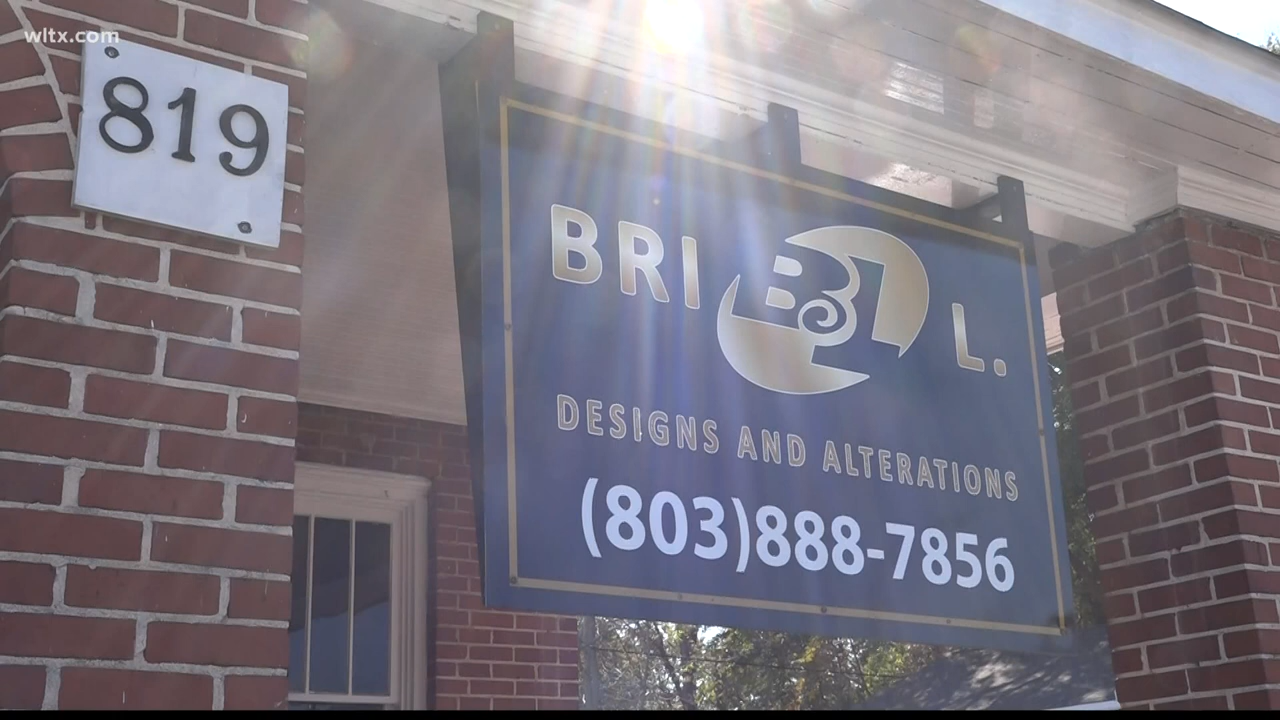 wltx.com
819
BRI B L L.
DESIGNS AND ALTERATIONS
(803)888-7856